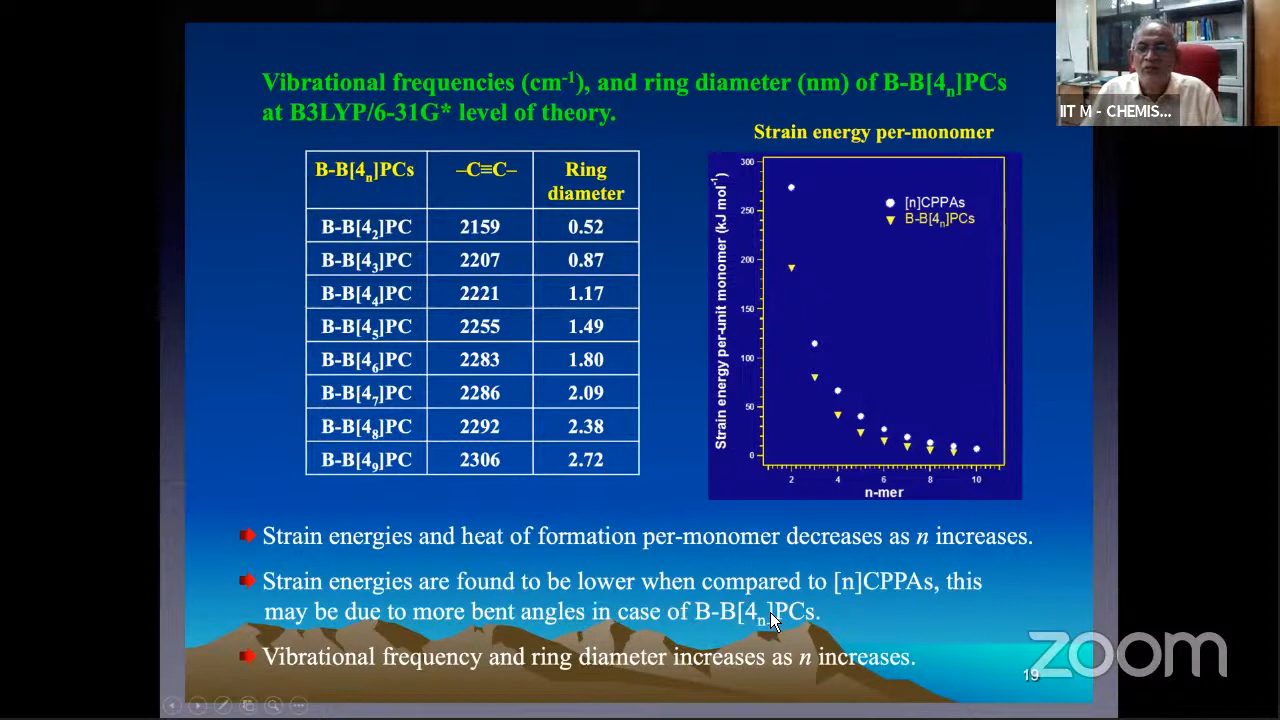 Vibrational frequencies (cm⁻¹), and ring diameter (nm) of B-B[4ₙ]PCs
at B3LYP/6-31G* level of theory.
IIT M - CHEMIS...
Strain energy per-monomer
B-B[4ₙ]PCs –C≡C– Ring
diameter
B-B[4₂]PC 2159 0.52
B-B[4₃]PC 2207 0.87
B-B[4₄]PC 2221 1.17
B-B[4₅]PC 2255 1.49
B-B[4₆]PC 2283 1.80
B-B[4₇]PC 2286 2.09
B-B[4₈]PC 2292 2.38
B-B[4₉]PC 2306 2.72
Strain energy per-unit monomer (kJ mol⁻¹)
300
250
200
150
100
50
0
[n]CPPAs
B-B[4ₙ]PCs
2 4 6 8 10
n-mer
Strain energies and heat of formation per-monomer decreases as n increases.
Strain energies are found to be lower when compared to [n]CPPAs, this
may be due to more bent angles in case of B-B[4ₙ]PCs.
Vibrational frequency and ring diameter increases as n increases.
19
zoom